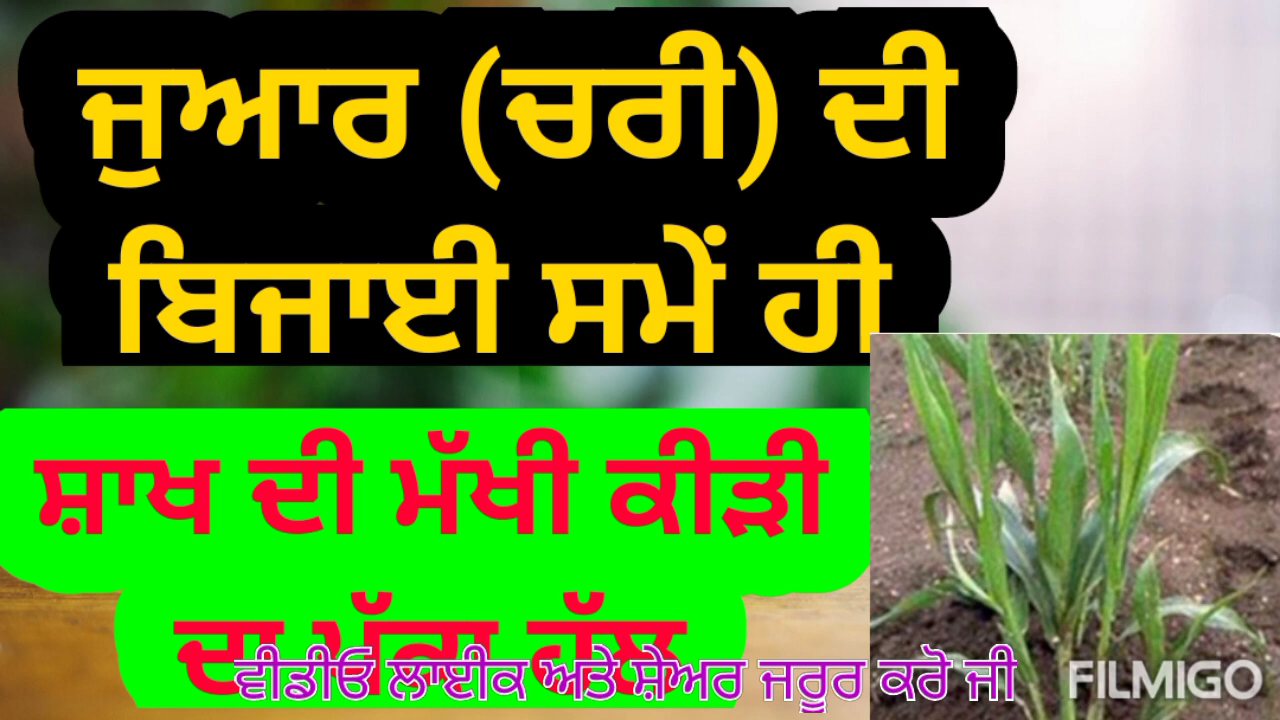 ਜੁਆਰ (ਚਰੀ) ਦੀ
ਬਿਜਾਈ ਸਮੇਂ ਹੀ
ਸ਼ਾਖ ਦੀ ਮੱਖੀ ਕੀੜੀ
ਦਾ ਪੱਕਾ ਹੱਲ
ਵੀਡੀਓ ਲਾਈਕ ਅਤੇ ਸ਼ੇਅਰ ਜਰੂਰ ਕਰੋ ਜੀ
FILMIGO